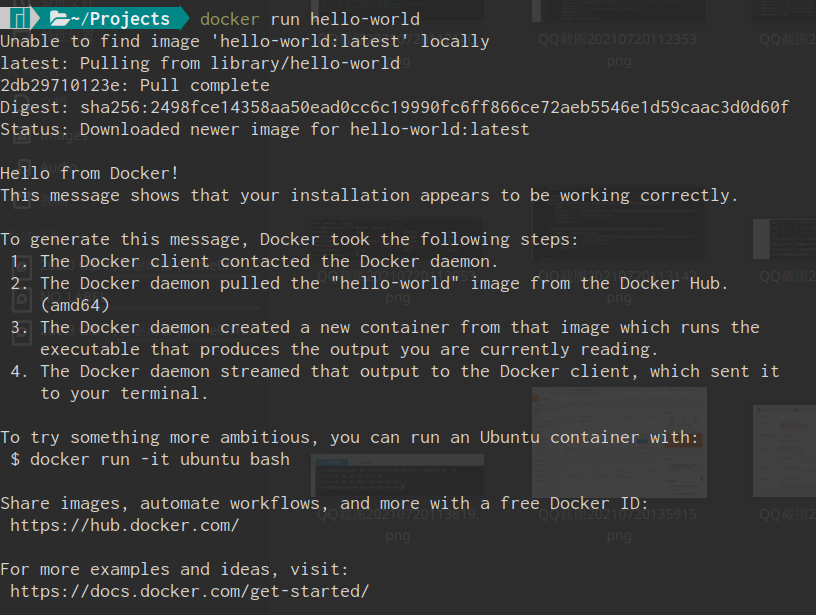 ~/Projects docker run hello-world
Unable to find image 'hello-world:latest' locally
latest: Pulling from library/hello-world
2db29710123e: Pull complete
Digest: sha256:2498fce14358aa50ead0cc6c19990fc6ff866ce72aeb5546e1d59caac3d0d60f
Status: Downloaded newer image for hello-world:latest
Hello from Docker!
This message shows that your installation appears to be working correctly.
To generate this message, Docker took the following steps:
1. The Docker client contacted the Docker daemon.
2. The Docker daemon pulled the "hello-world" image from the Docker Hub.
(amd64)
3. The Docker daemon created a new container from that image which runs the
executable that produces the output you are currently reading.
4. The Docker daemon streamed that output to the Docker client, which sent it
to your terminal.
To try something more ambitious, you can run an Ubuntu container with:
$ docker run -it ubuntu bash
Share images, automate workflows, and more with a free Docker ID:
https://hub.docker.com/
For more examples and ideas, visit:
https://docs.docker.com/get-started/
QQ截图20210720112353.
png
QQ截图20210720113819.
png
QQ截图20210720135915.
png